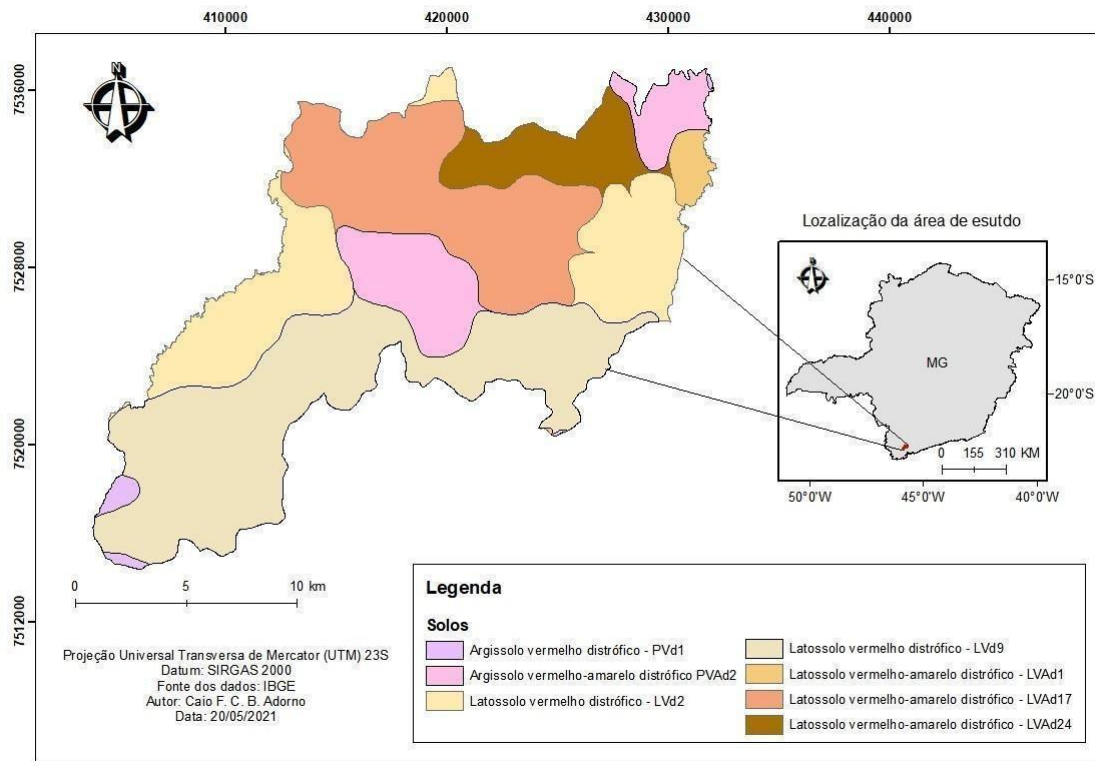 410000
420000
430000
440000
7536000
7528000
7520000
7512000
N
Lozalização da área de esutdo
N
MG
15°0'S
20°0'S
0 155 310 KM
50°0'W
45°0'W
40°0'W
0 5 10 km
Projeção Universal Transversa de Mercator (UTM) 23S
Datum: SIRGAS 2000
Fonte dos dados: IBGE
Autor: Caio F. C. B. Adorno
Data: 20/05/2021
Legenda
Solos
Argissolo vermelho distrófico - PVd1
Argissolo vermelho-amarelo distrófico PVAd2
Latossolo vermelho distrófico - LVd2
Latossolo vermelho distrófico - LVd9
Latossolo vermelho-amarelo distrófico - LVAd1
Latossolo vermelho-amarelo distrófico - LVAd17
Latossolo vermelho-amarelo distrófico - LVAd24